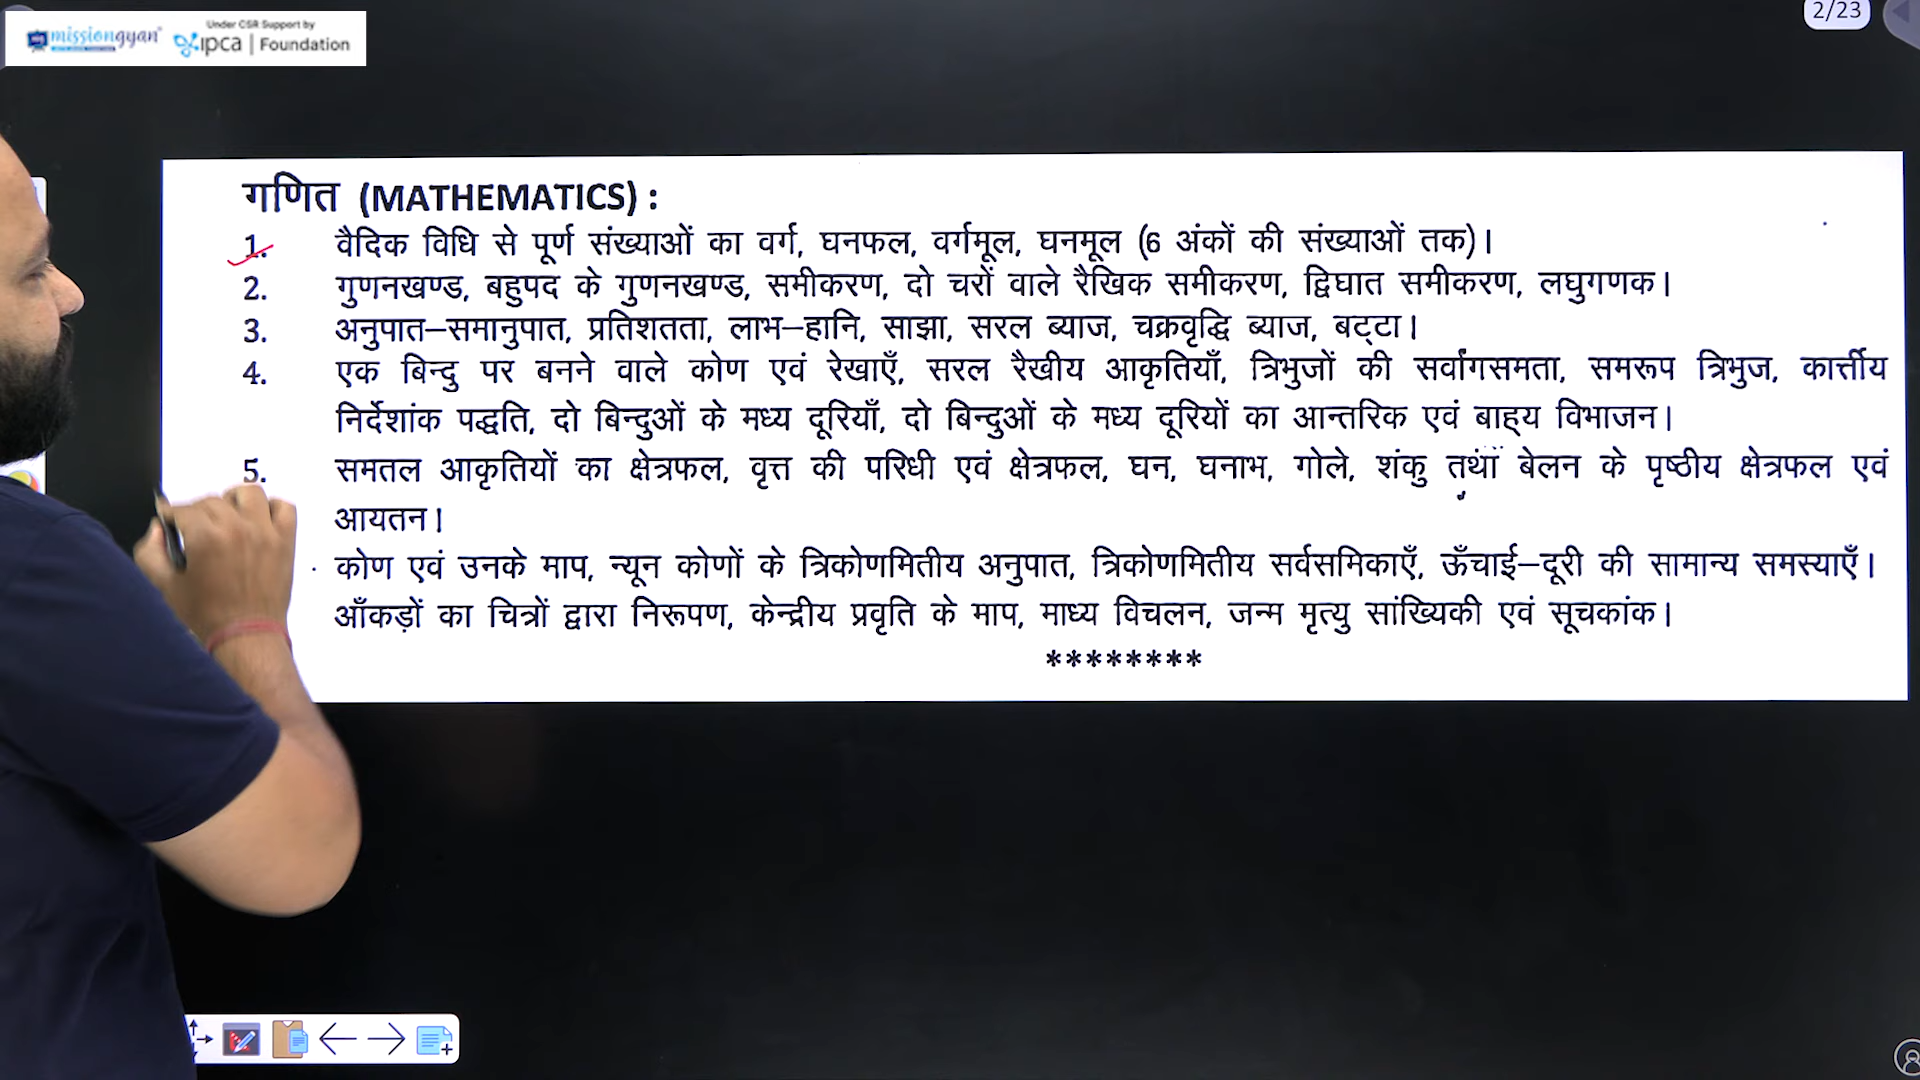 missiongyan
Under CSR Support by
ipca | Foundation
2/23
गणित (MATHEMATICS) :
1. वैदिक विधि से पूर्ण संख्याओं का वर्ग, घनफल, वर्गमूल, घनमूल (6 अंकों की संख्याओं तक)।
2. गुणनखण्ड, बहुपद के गुणनखण्ड, समीकरण, दो चरों वाले रैखिक समीकरण, द्विघात समीकरण, लघुगणक।
3. अनुपात–समानुपात, प्रतिशतता, लाभ–हानि, साझा, सरल ब्याज, चक्रवृद्धि ब्याज, बट्टा।
4. एक बिन्दु पर बनने वाले कोण एवं रेखाएँ, सरल रैखीय आकृतियाँ, त्रिभुजों की सर्वांगसमता, समरूप त्रिभुज, कार्त्तीय
निर्देशांक पद्धति, दो बिन्दुओं के मध्य दूरियाँ, दो बिन्दुओं के मध्य दूरियों का आन्तरिक एवं बाह्य विभाजन।
5. समतल आकृतियों का क्षेत्रफल, वृत्त की परिधी एवं क्षेत्रफल, घन, घनाभ, गोले, शंकु तथा बेलन के पृष्ठीय क्षेत्रफल एवं
आयतन।
कोण एवं उनके माप, न्यून कोणों के त्रिकोणमितीय अनुपात, त्रिकोणमितीय सर्वसमिकाएँ, ऊँचाई–दूरी की सामान्य समस्याएँ।
आँकड़ों का चित्रों द्वारा निरूपण, केन्द्रीय प्रवृति के माप, माध्य विचलन, जन्म मृत्यु सांख्यिकी एवं सूचकांक।
********